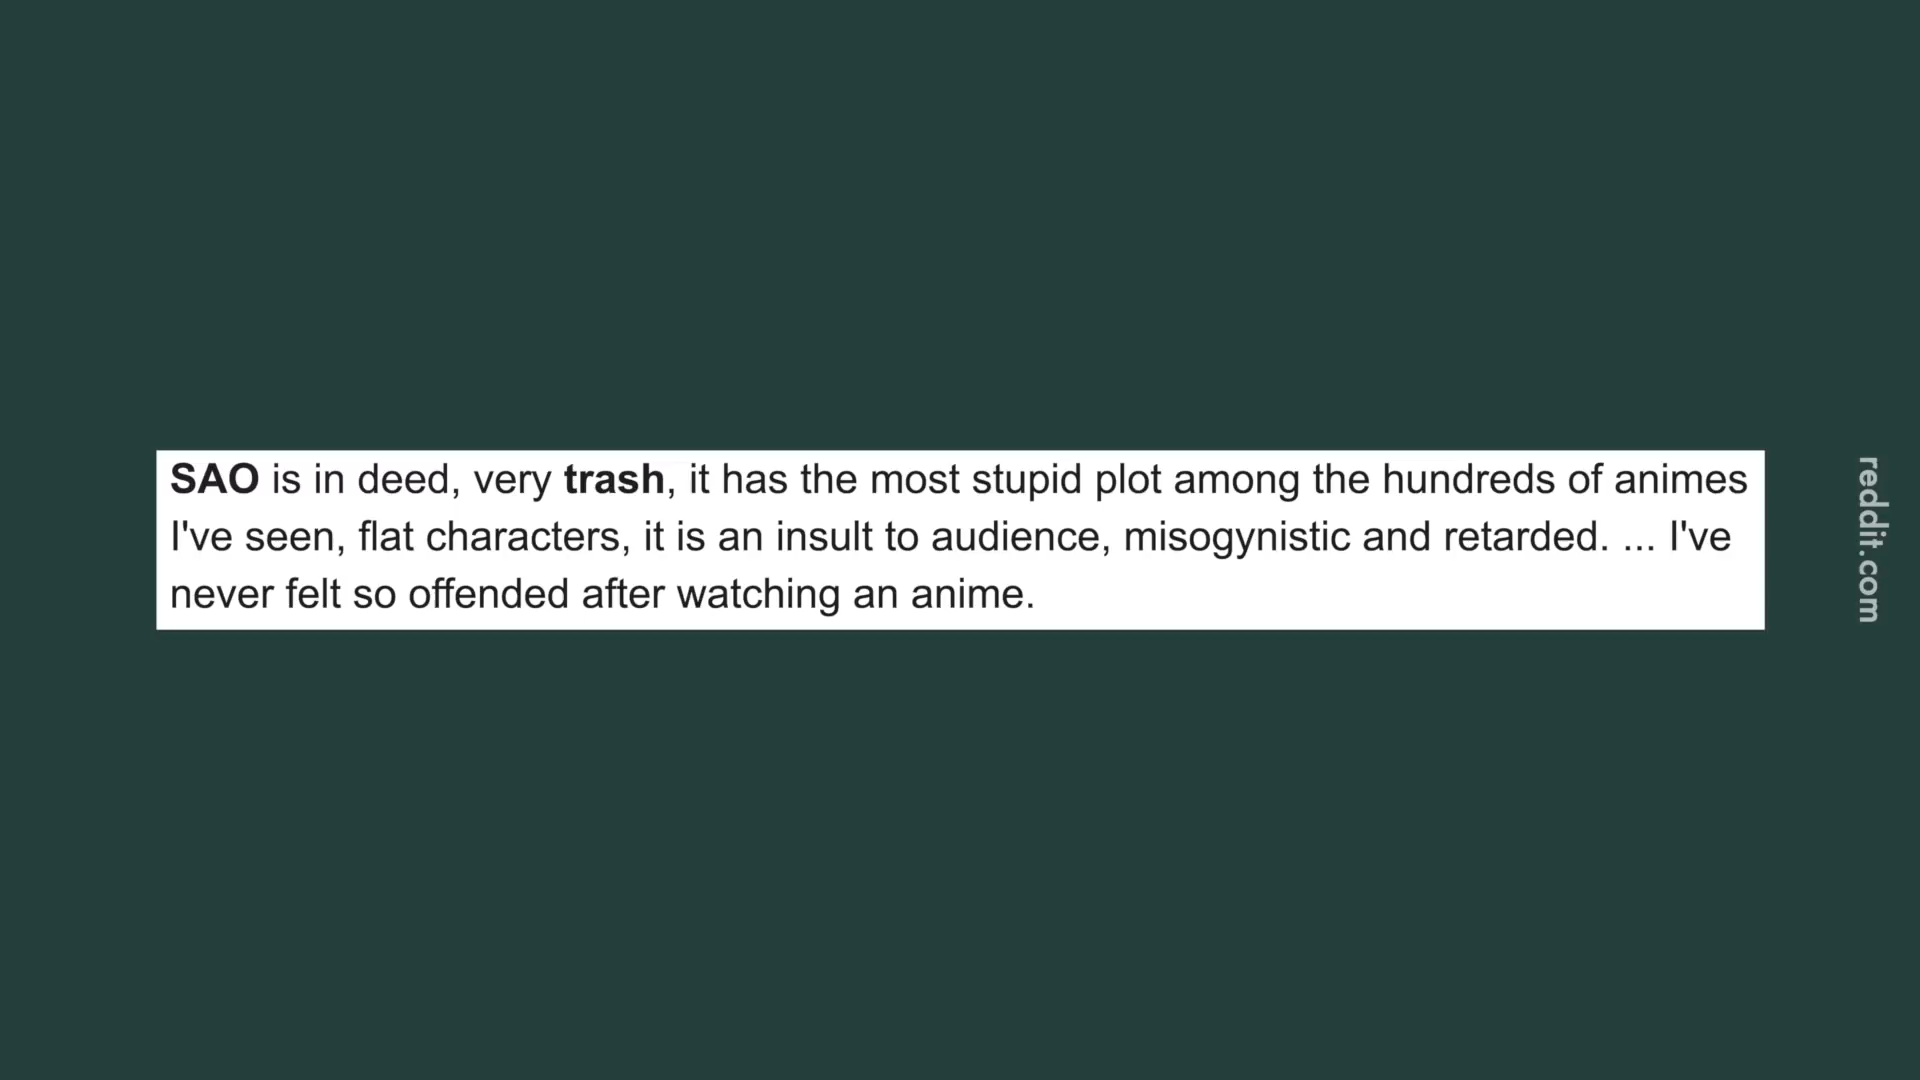 SAO is in deed, very trash, it has the most stupid plot among the hundreds of animes
I've seen, flat characters, it is an insult to audience, misogynistic and retarded. ... I've
never felt so offended after watching an anime.
reddit.com